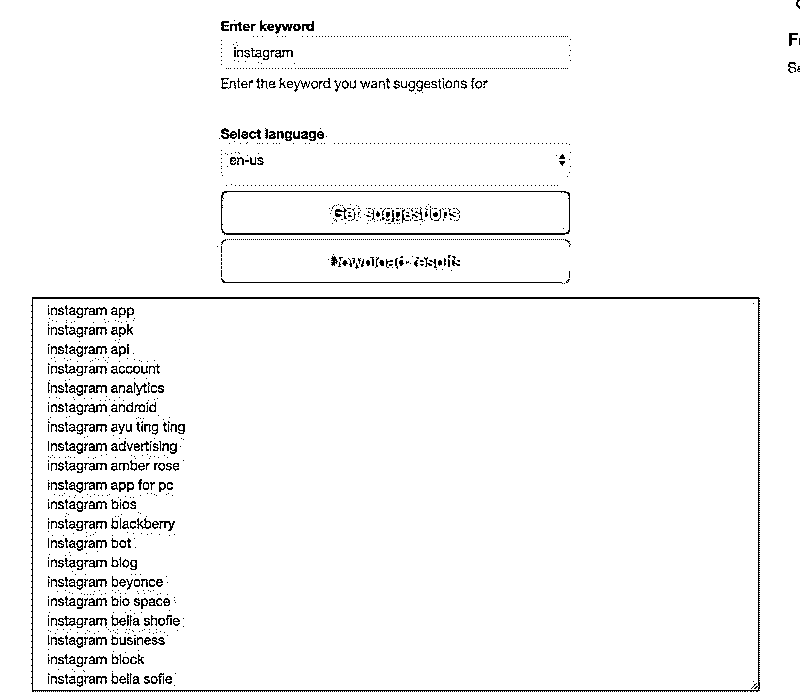 Enter keyword
instagram
Enter the keyword you want suggestions for
Select language
en-us
Get suggestions
Download results
instagram app
instagram apk
instagram api
instagram account
instagram analytics
instagram android
instagram ayu ting ting
instagram advertising
instagram amber rose
instagram app for pc
instagram bios
instagram blackberry
instagram bot
instagram blog
instagram beyonce
instagram bio space
instagram bella shofie
instagram business
instagram block
instagram bella sofie